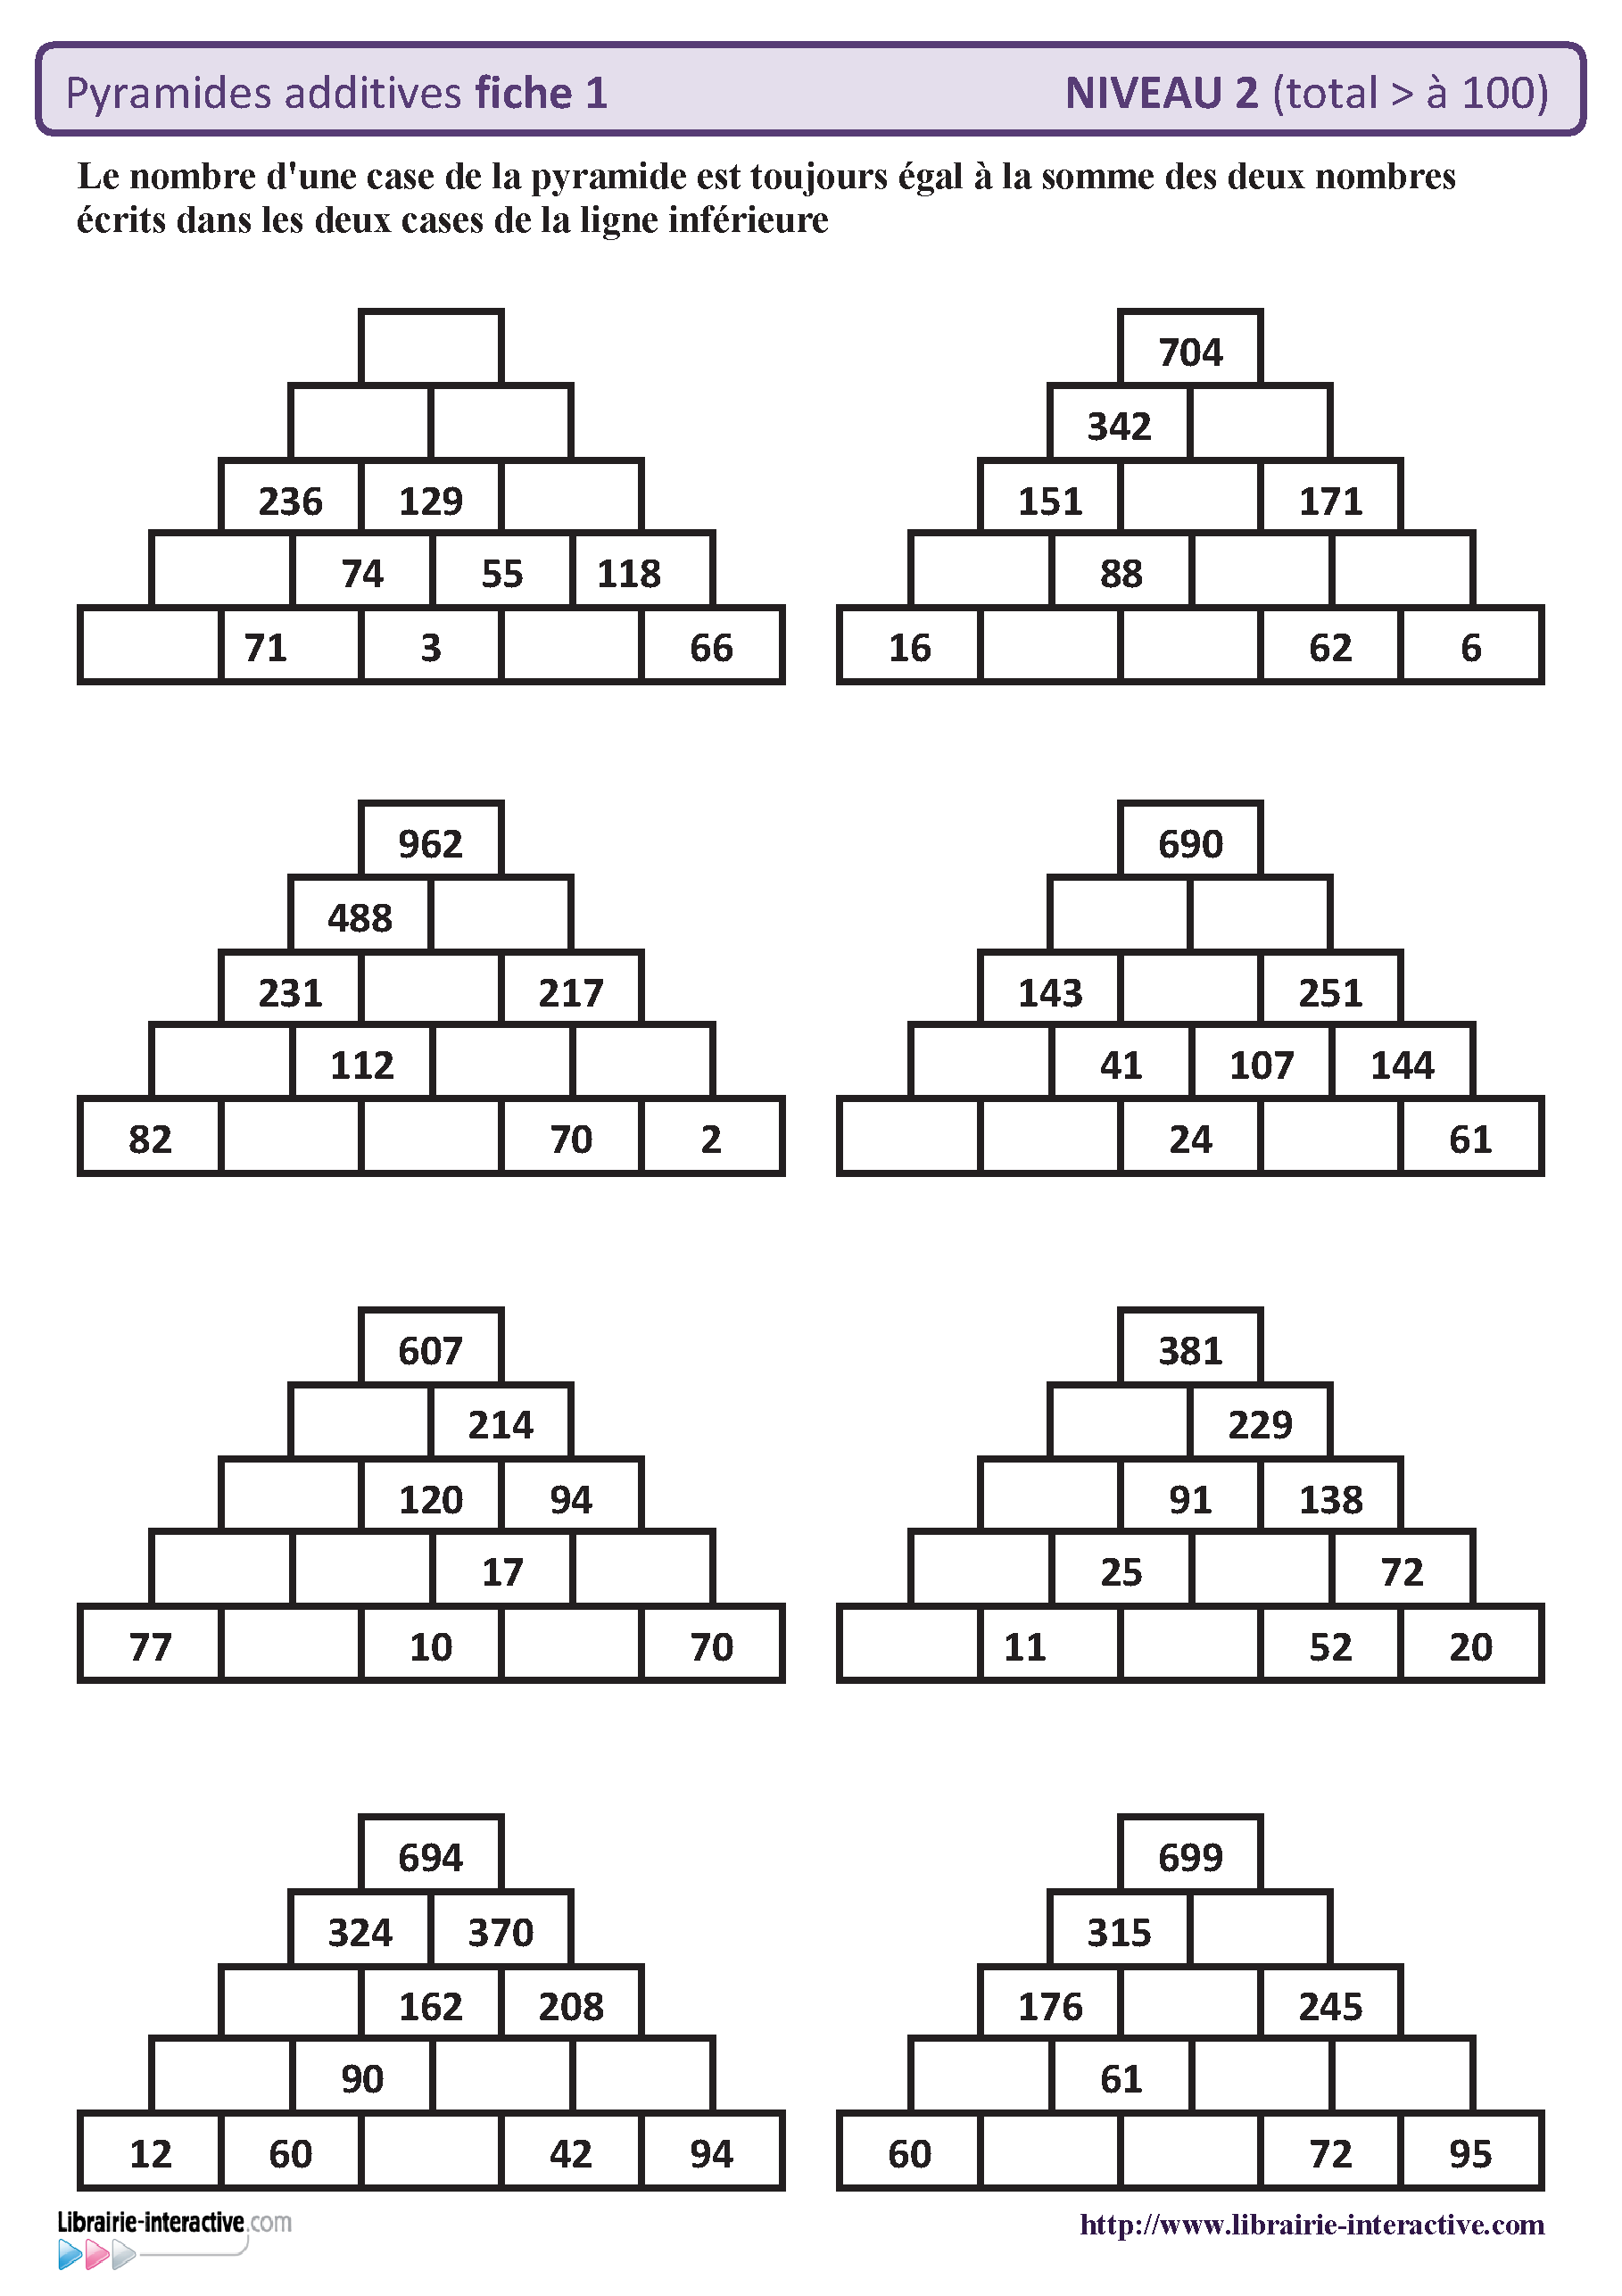 Pyramides additives fiche 1 NIVEAU 2 (total > à 100)
Le nombre d'une case de la pyramide est toujours égal à la somme des deux nombres
écrits dans les deux cases de la ligne inférieure
704
342
236 129 151 171
74 55 118 88
71 3 66 16 62 6
962 690
488
231 217 143 251
112 41 107 144
82 70 2 24 61
607 381
214 229
120 94 91 138
17 25 72
77 10 70 11 52 20
694 699
324 370 315
162 208 176 245
90 61
12 60 42 94 60 72 95
Librairie-interactive.com http://www.librairie-interactive.com